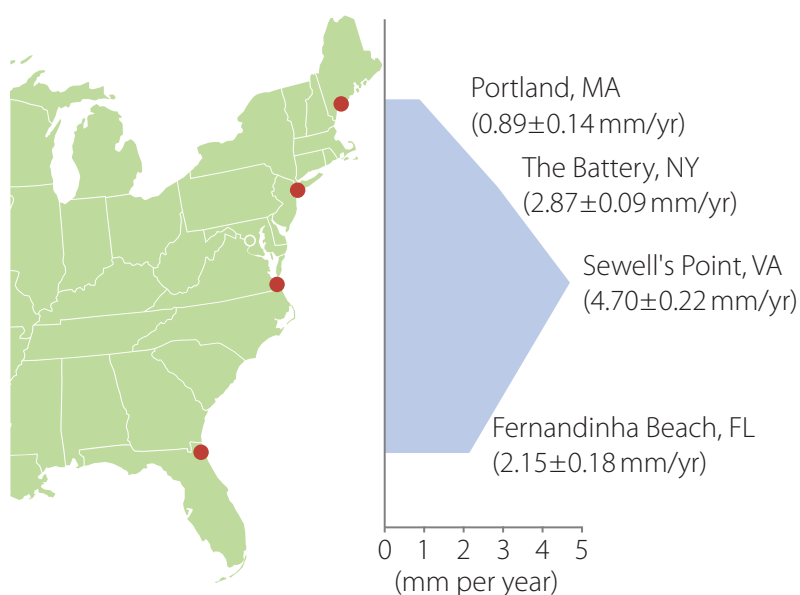 Portland, MA
(0.89±0.14 mm/yr)
The Battery, NY
(2.87±0.09 mm/yr)
Sewell's Point, VA
(4.70±0.22 mm/yr)
Fernandinha Beach, FL
(2.15±0.18 mm/yr)
0 1 2 3 4 5
(mm per year)